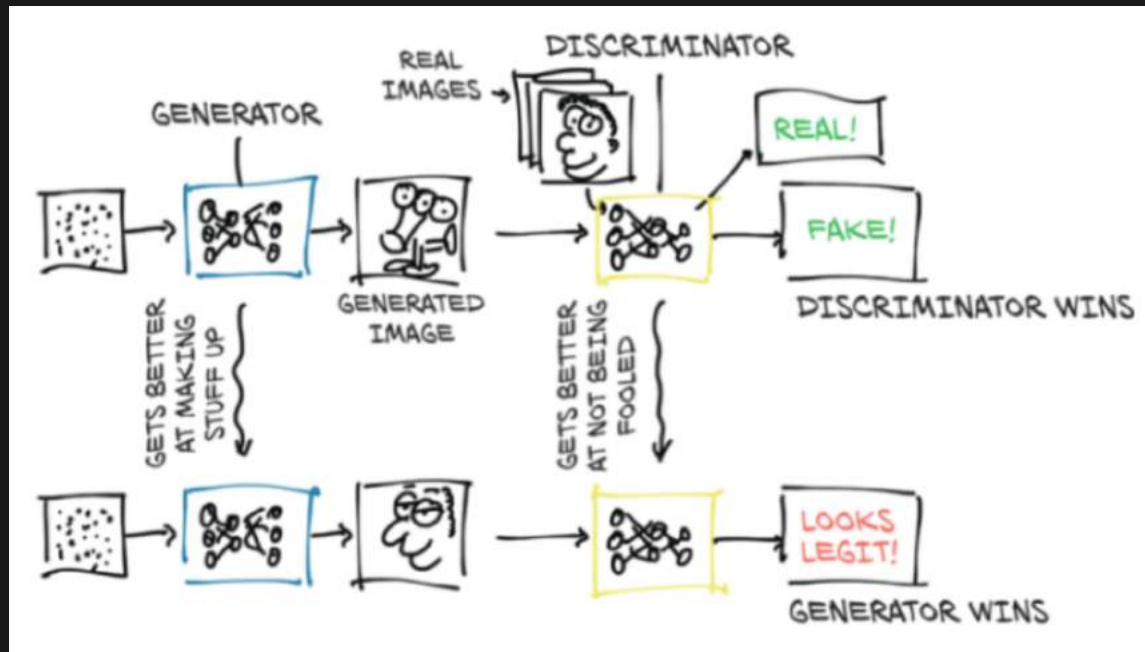 DISCRIMINATOR
REAL
IMAGES
GENERATOR
REAL!
FAKE!
GENERATED
IMAGE
DISCRIMINATOR WINS
GETS BETTER
AT MAKING
STUFF UP
GETS BETTER
AT NOT BEING
FOOLED
LOOKS
LEGIT!
GENERATOR WINS